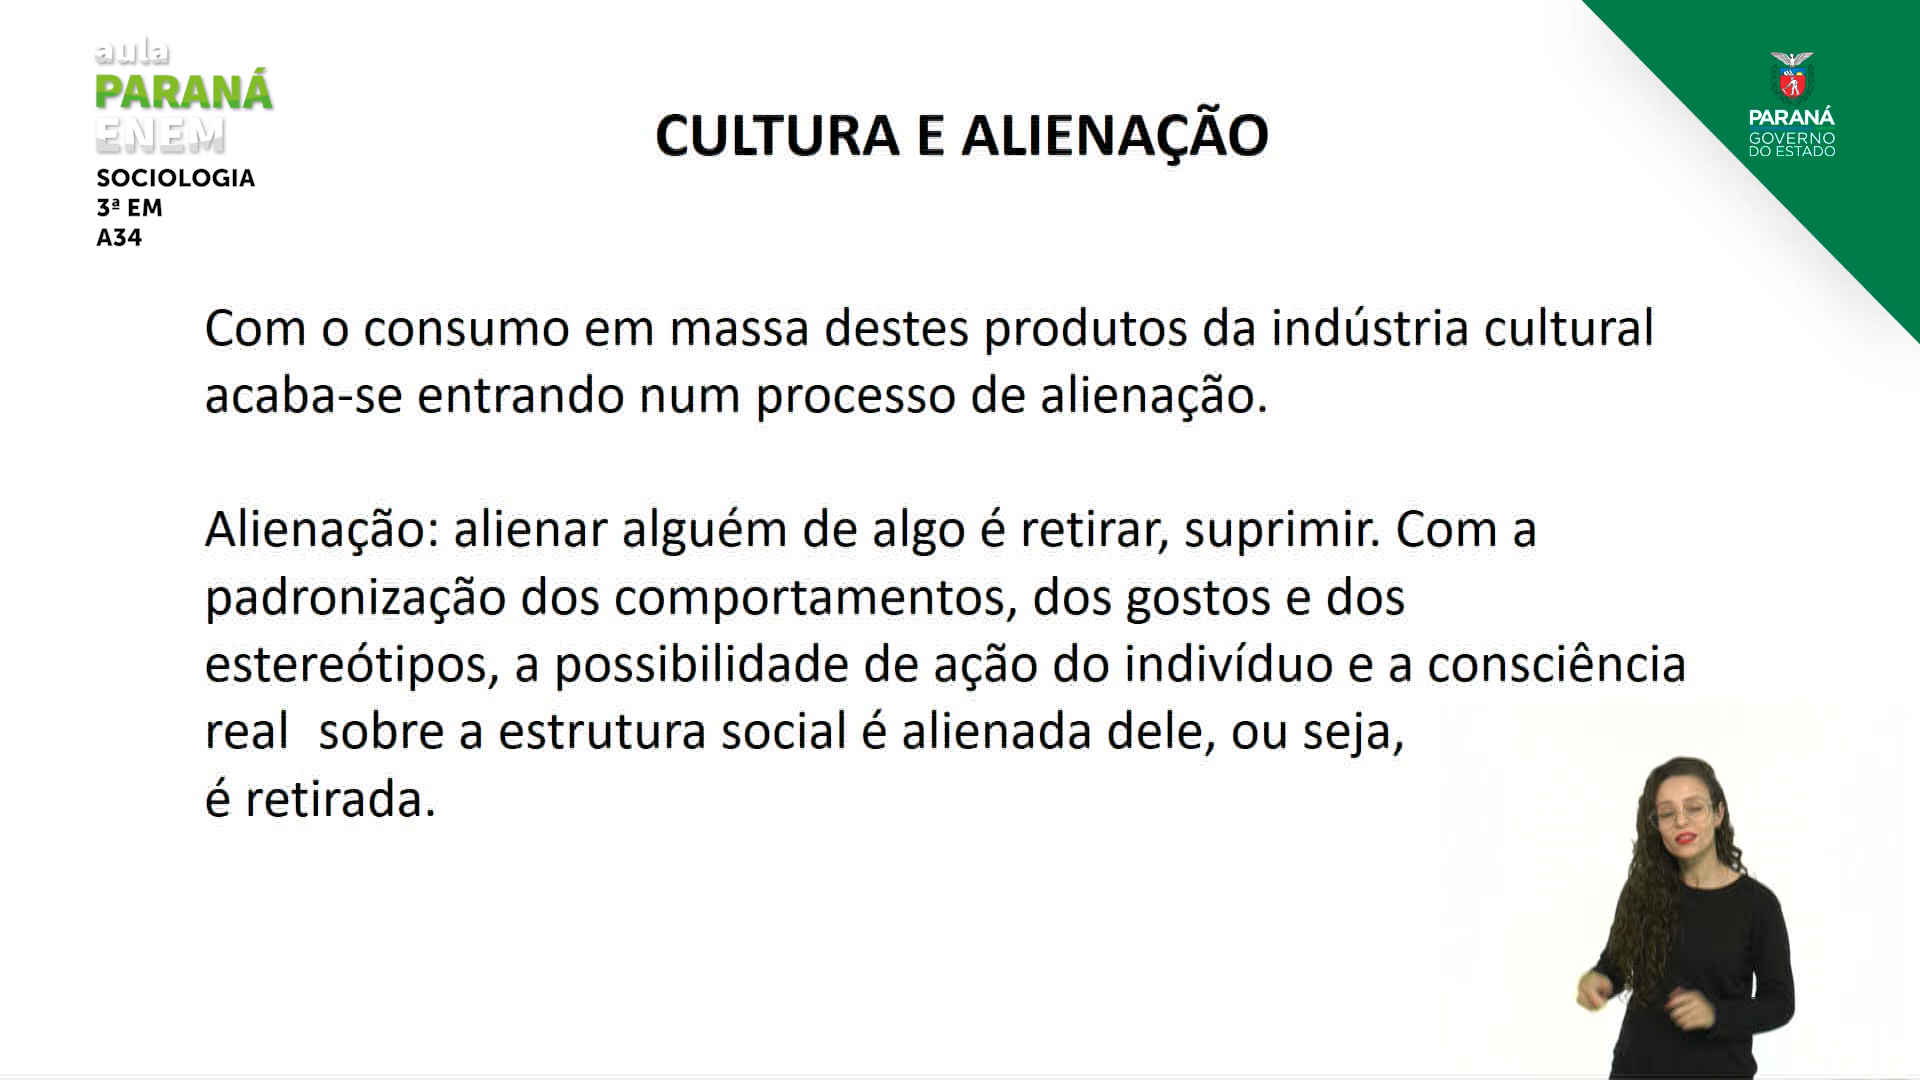 aula
PARANÁ
ENEM
SOCIOLOGIA
3ª EM
A34
CULTURA E ALIENAÇÃO
PARANÁ
GOVERNO
DO ESTADO
Com o consumo em massa destes produtos da indústria cultural
acaba-se entrando num processo de alienação.
Alienação: alienar alguém de algo é retirar, suprimir. Com a
padronização dos comportamentos, dos gostos e dos
estereótipos, a possibilidade de ação do indivíduo e a consciência
real  sobre a estrutura social é alienada dele, ou seja,
é retirada.